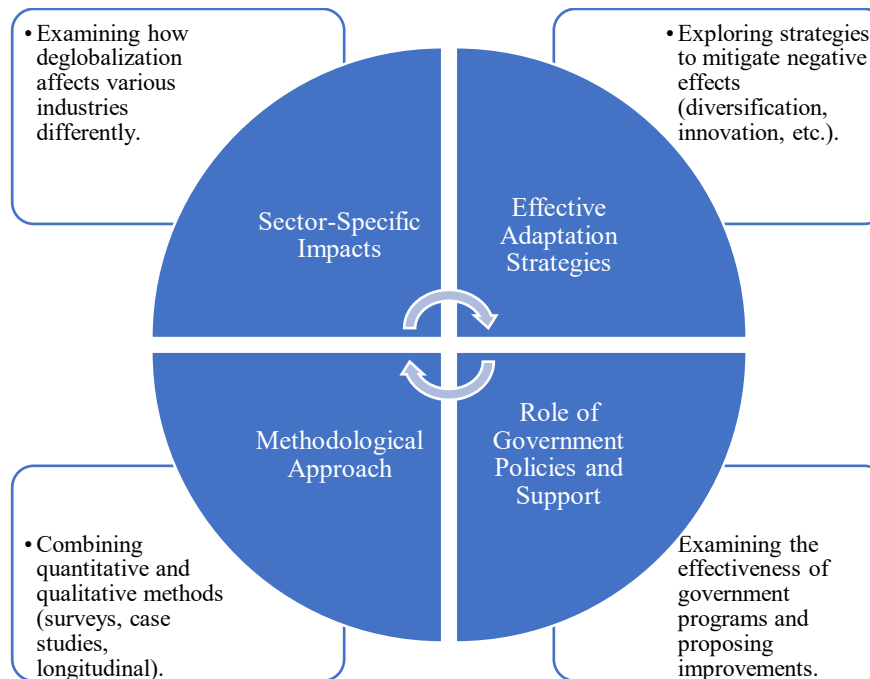 • Examining how
deglobalization
affects various
industries
differently.
• Exploring strategies
to mitigate negative
effects
(diversification,
innovation, etc.).
Sector-Specific
Impacts
Effective
Adaptation
Strategies
Methodological
Approach
Role of
Government
Policies and
Support
• Combining
quantitative and
qualitative methods
(surveys, case
studies,
longitudinal).
Examining the
effectiveness of
government
programs and
proposing
improvements.